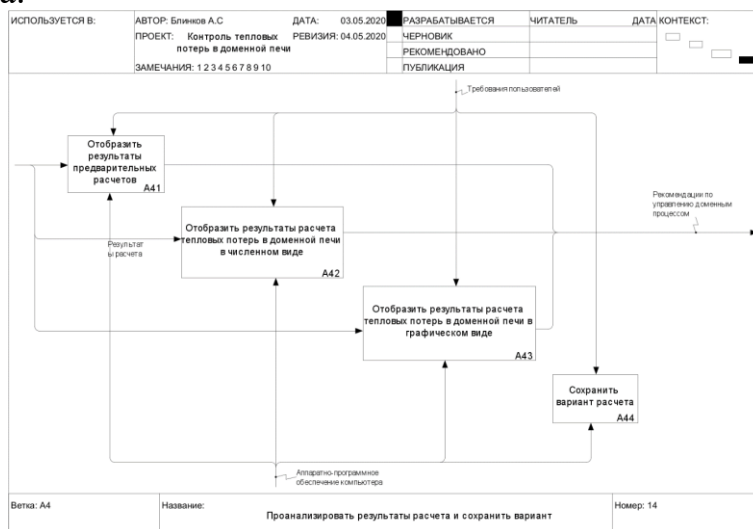 а.
ИСПОЛЬЗУЕТСЯ В:
АВТОР: Блинков А.С
ДАТА: 03.05.2020
РАЗРАБАТЫВАЕТСЯ
ЧИТАТЕЛЬ
ДАТА
КОНТЕКСТ:
ПРОЕКТ: Контроль тепловых
потерь в доменной печи
РЕВИЗИЯ: 04.05.2020
ЧЕРНОВИК
РЕКОМЕНДОВАНО
ЗАМЕЧАНИЯ: 1 2 3 4 5 6 7 8 9 10
ПУБЛИКАЦИЯ
Требования пользователей
Отобразить
результаты
предварительных
расчетов
A41
Рекомендации по
управлению доменным
процессом
Отобразить результаты расчета
тепловых потерь в доменной печи
в численном виде
A42
Результат
ы расчета
Отобразить результаты расчета
тепловых потерь в доменной печи в
графическом виде
A43
Сохранить
вариант расчета
A44
Аппаратно-программное
обеспечение компьютера
Ветка: A4
Название:
Проанализировать результаты расчета и сохранить вариант
Номер: 14